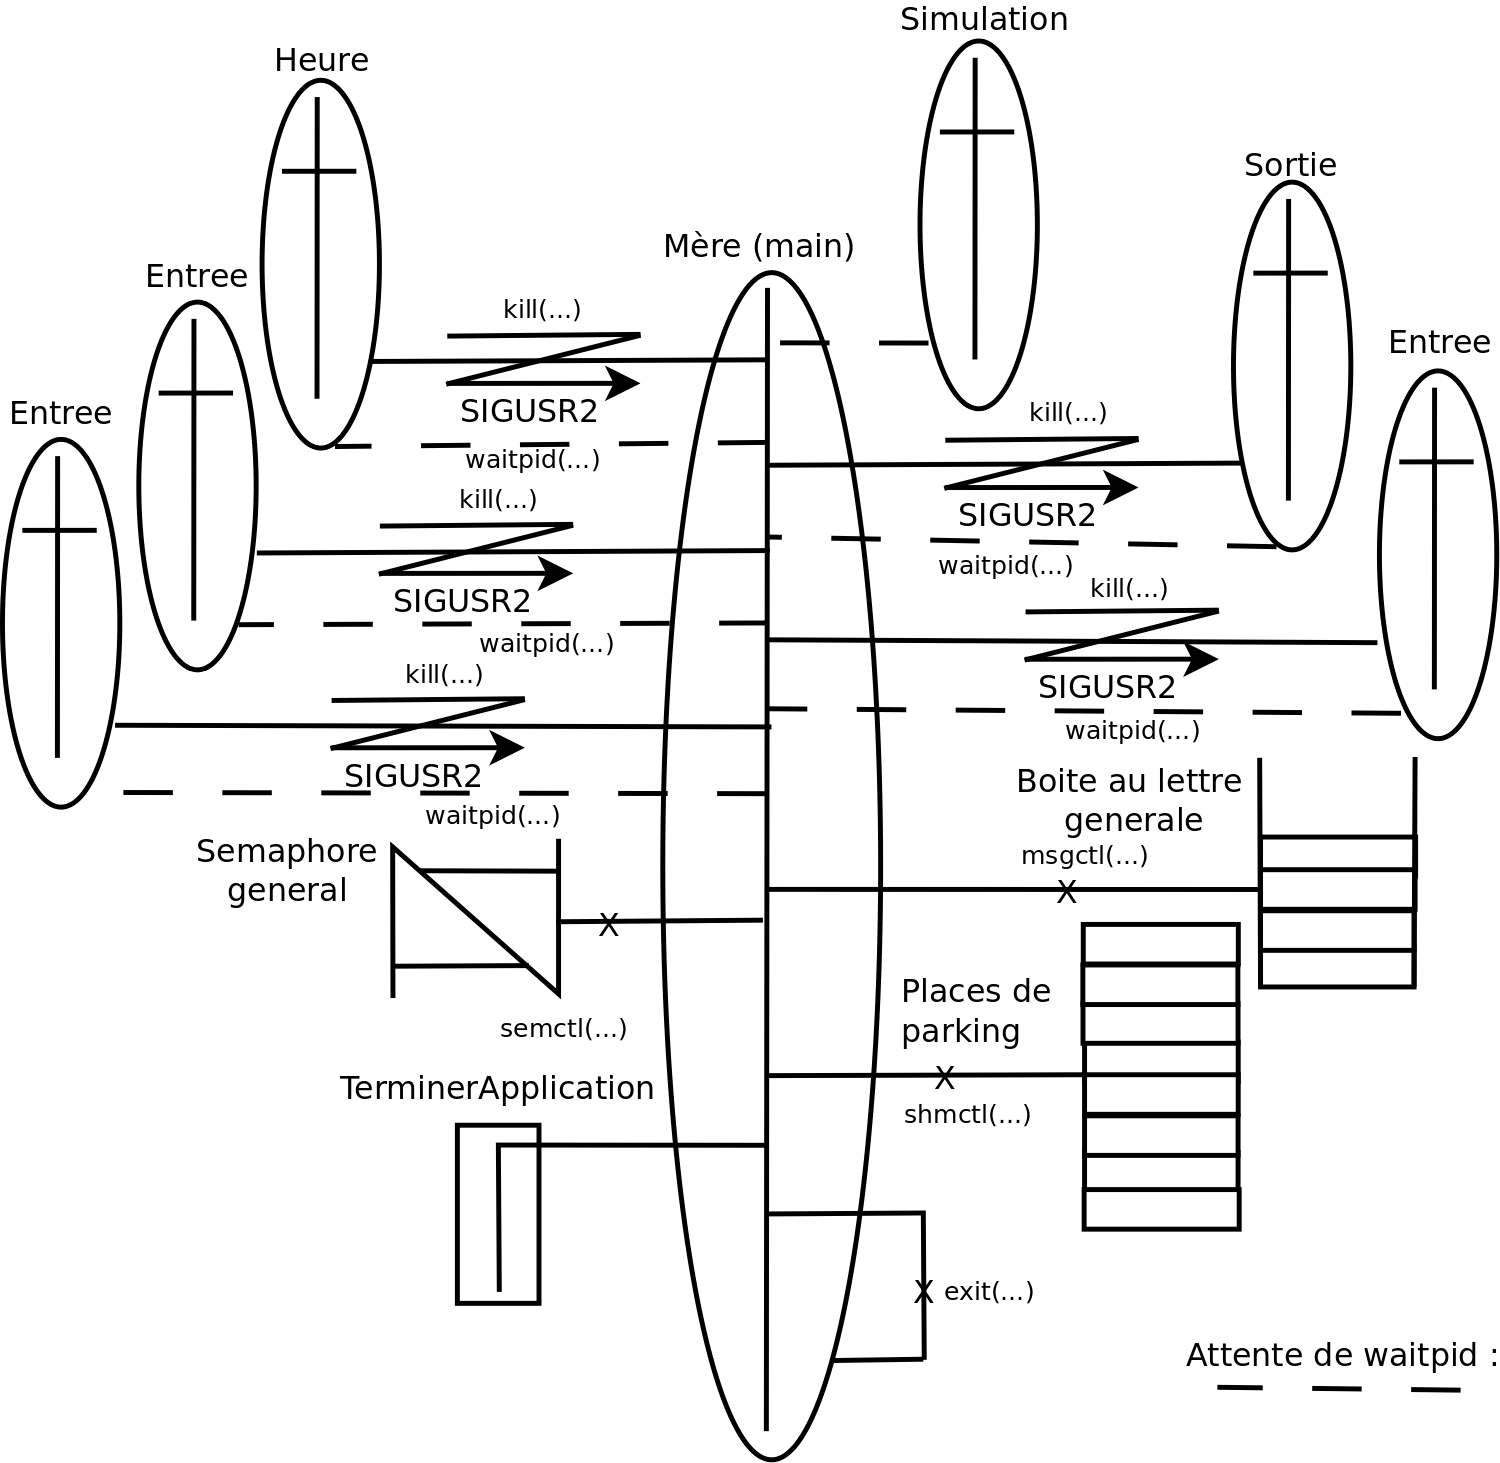 Simulation
Heure
Sortie
Mère (main)
Entree
kill(...)
Entree
SIGUSR2
Entree
kill(...)
waitpid(...)
kill(...)
SIGUSR2
waitpid(...)
kill(...)
SIGUSR2
waitpid(...)
kill(...)
SIGUSR2
waitpid(...)
SIGUSR2
waitpid(...)
Boite au lettre
generale
msgctl(...)
X
Semaphore
general
X
semctl(...)
Places de
parking
X
shmctl(...)
TerminerApplication
X exit(...)
Attente de waitpid :